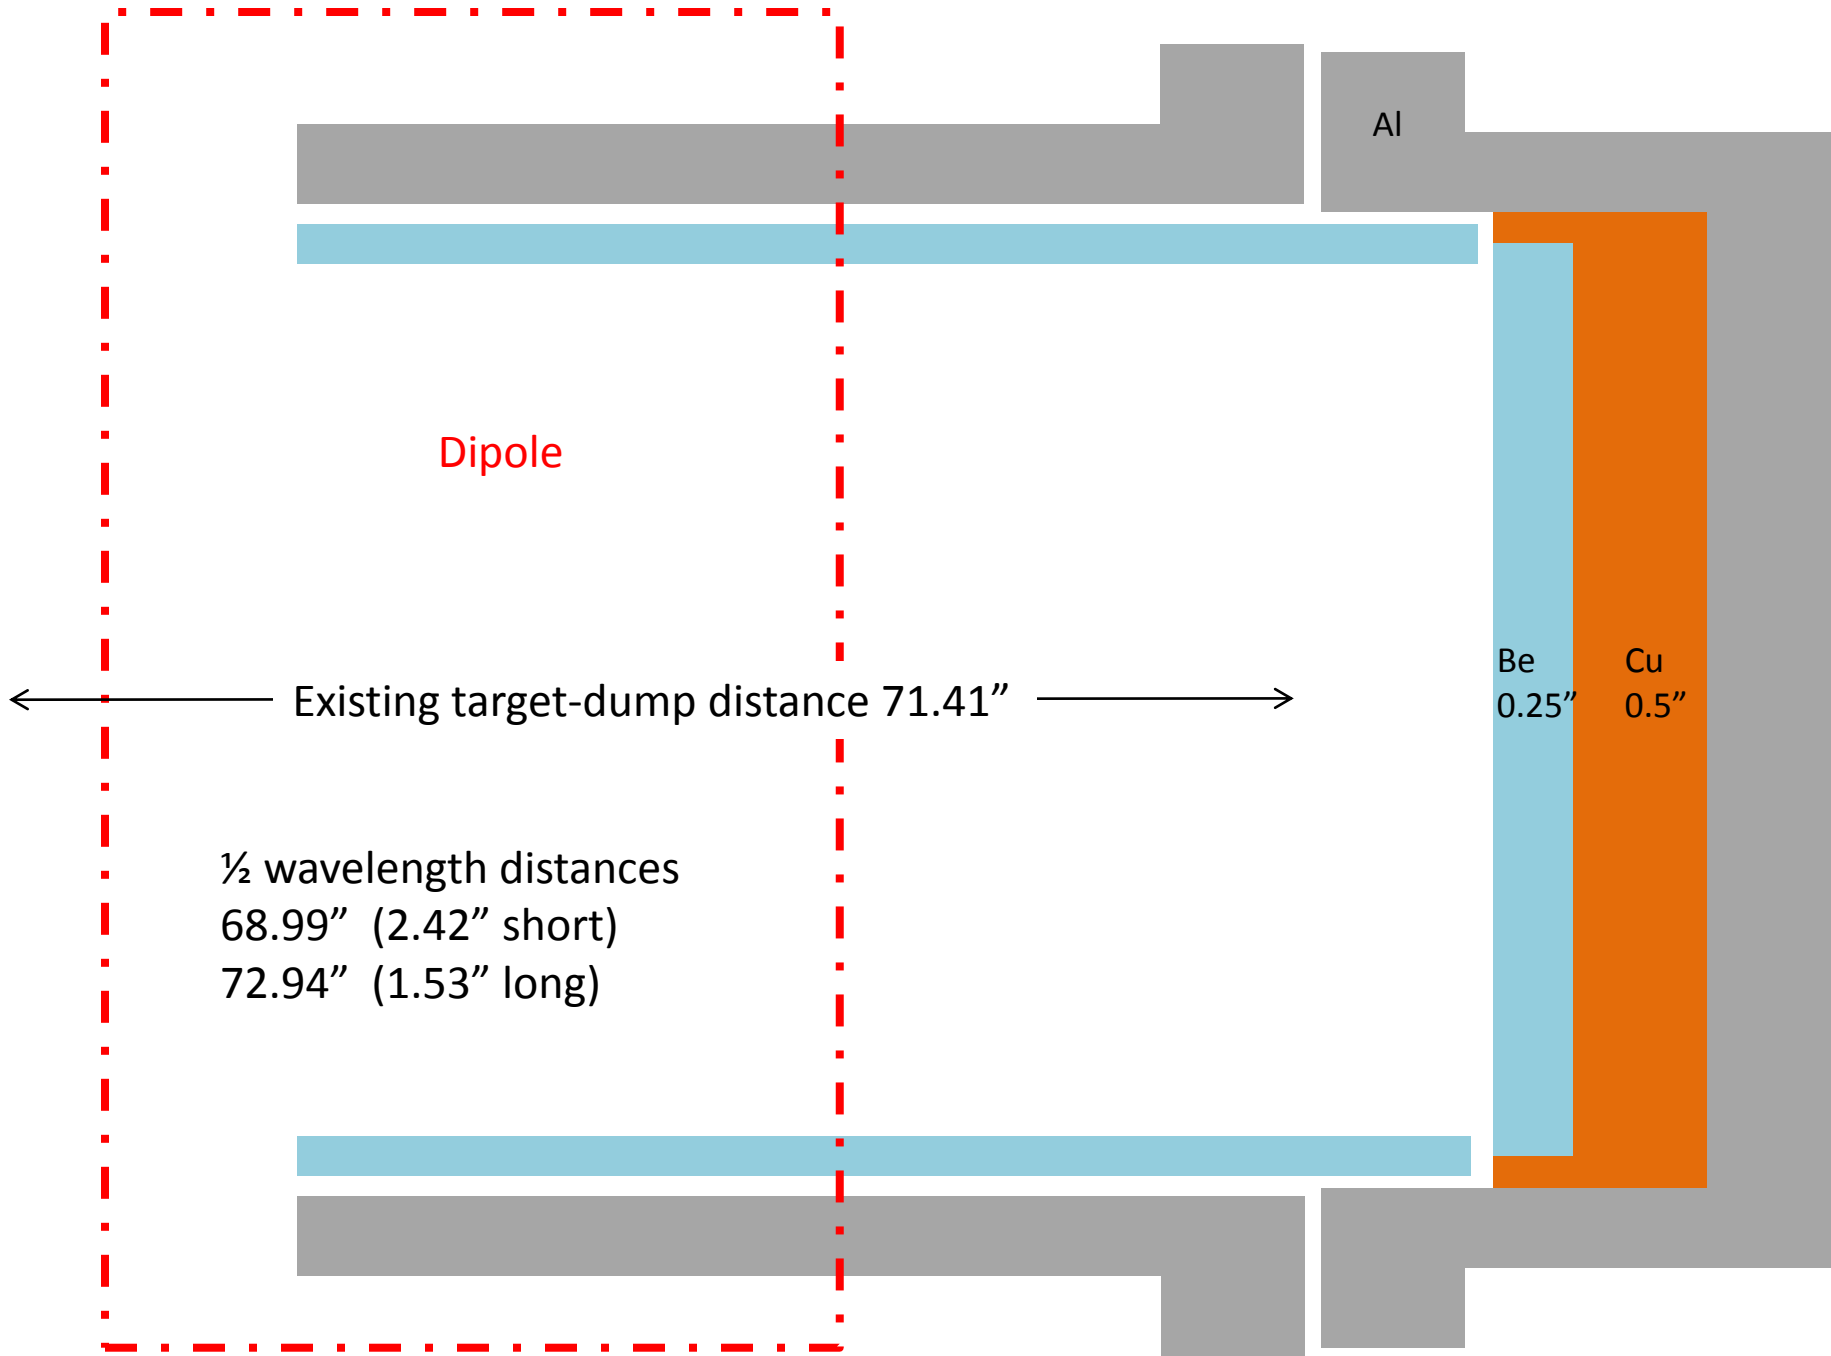 Al
Dipole
Be
0.25”
Cu
0.5”
Existing target-dump distance 71.41”
½ wavelength distances
68.99” (2.42” short)
72.94” (1.53” long)